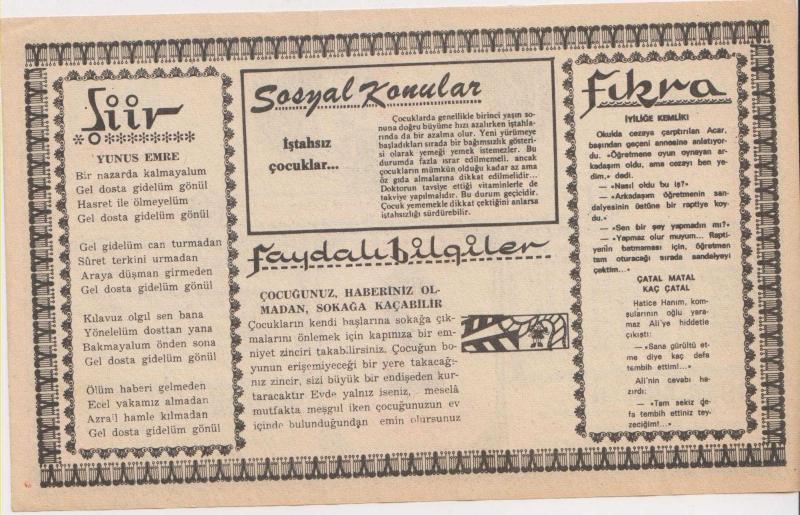 Şiir
YUNUS EMRE
Bir nazarda kalmayalum
Gel dosta gidelüm gönül
Hasret ile ölmeyelüm
Gel dosta gidelüm gönül
Gel gidelüm can turmadan
Sûret terkini urmadan
Araya düşman girmeden
Gel dosta gidelüm gönül
Kılavuz olgıl sen bana
Yönelelüm dosttan yana
Bakmayalum önden sona
Gel dosta gidelüm gönül
Ölüm haberi gelmeden
Ecel yakamız almadan
Azrail hamle kılmadan
Gel dosta gidelüm gönül
Sosyal Konular
İştahsız
çocuklar...
Çocuklarda genellikle birinci yaşın so-
nuna doğru büyüme hızı azalırken iştahla-
rında da bir azalma olur. Yeni yürümeye
başladıkları sırada bir bağımsızlık gösteri-
si olarak yemeği yemek istemezler. Bu
durumda fazla ısrar edilmemeli, ancak
çocukların mümkün olduğu kadar az ama
öz gıda almalarına dikkat edilmelidir...
Doktorun tavsiye ettiği vitaminlerle de
takviye yapılmalıdır. Bu durum geçicidir.
Çocuk yememekle dikkat çektiğini anlarsa
iştahsızlığı sürdürebilir.
Faydalı Bilgiler
ÇOCUĞUNUZ, HABERİNİZ OL-
MADAN, SOKAĞA KAÇABİLİR
Çocukların kendi başlarına sokağa çık-
malarını önlemek için kapınıza bir em-
niyet zinciri takabilirsiniz. Çocuğun bo-
yunun erişemiyeceği bir yere takacağı-
nız zincir, sizi büyük bir endişeden kur-
taracaktır Evde yalnız iseniz, - meselâ
mutfakta meşgul iken çocuğunuzun ev
içinde bulunduğundan emin olursunuz
Fıkra
İYİLİĞE KEMLİK!
Okulda cezaya çarptırılan Acar,
başından geçeni annesine anlatıyor-
du. «Öğretmene oyun oynayan ar-
kadaşım oldu, ama cezayı ben ye-
dim.» dedi.
— «Nasıl oldu bu iş?»
— «Arkadaşım öğretmenin san-
dalyesinin üstüne bir raptiye koy-
du.»
— «Sen bir şey yapmadın mı?»
— «Yapmaz olur muyum... Rapti-
yenin batmaması için, öğretmen
tam oturacağı sırada sandalyeyi
çektim...»
ÇATAL MATAL
KAÇ ÇATAL
Hatice Hanım, kom-
şularının oğlu yara-
maz Ali'ye hiddetle
çıkıştı:
— «Sana gürültü et-
me diye kaç defa
tembih ettim!...»
Ali'nin cevabı ha-
zırdı:
— «Tam sekiz de-
fa tembih ettiniz tey-
zeciğim!...»